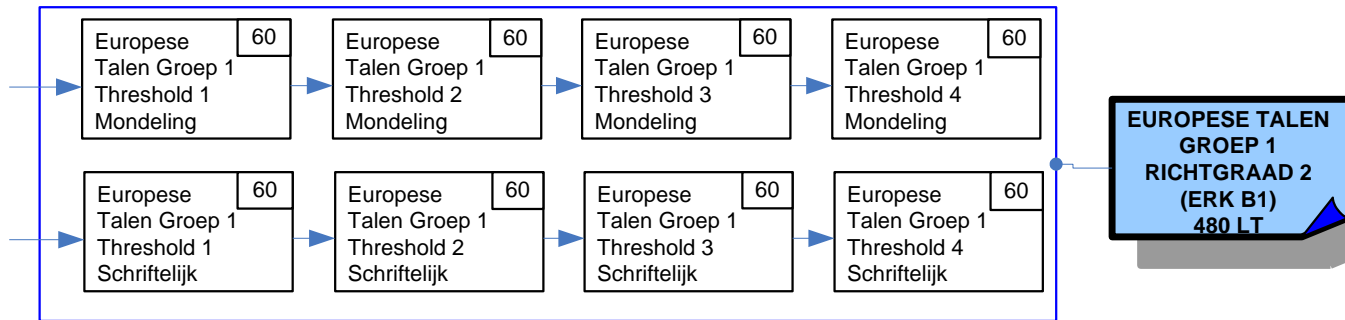 Europese
Talen Groep 1
Threshold 1
Mondeling
60
Europese
Talen Groep 1
Threshold 2
Mondeling
60
Europese
Talen Groep 1
Threshold 3
Mondeling
60
Europese
Talen Groep 1
Threshold 4
Mondeling
60
Europese
Talen Groep 1
Threshold 1
Schriftelijk
60
Europese
Talen Groep 1
Threshold 2
Schriftelijk
60
Europese
Talen Groep 1
Threshold 3
Schriftelijk
60
Europese
Talen Groep 1
Threshold 4
Schriftelijk
60
EUROPESE TALEN
GROEP 1
RICHTGRAAD 2
(ERK B1)
480 LT